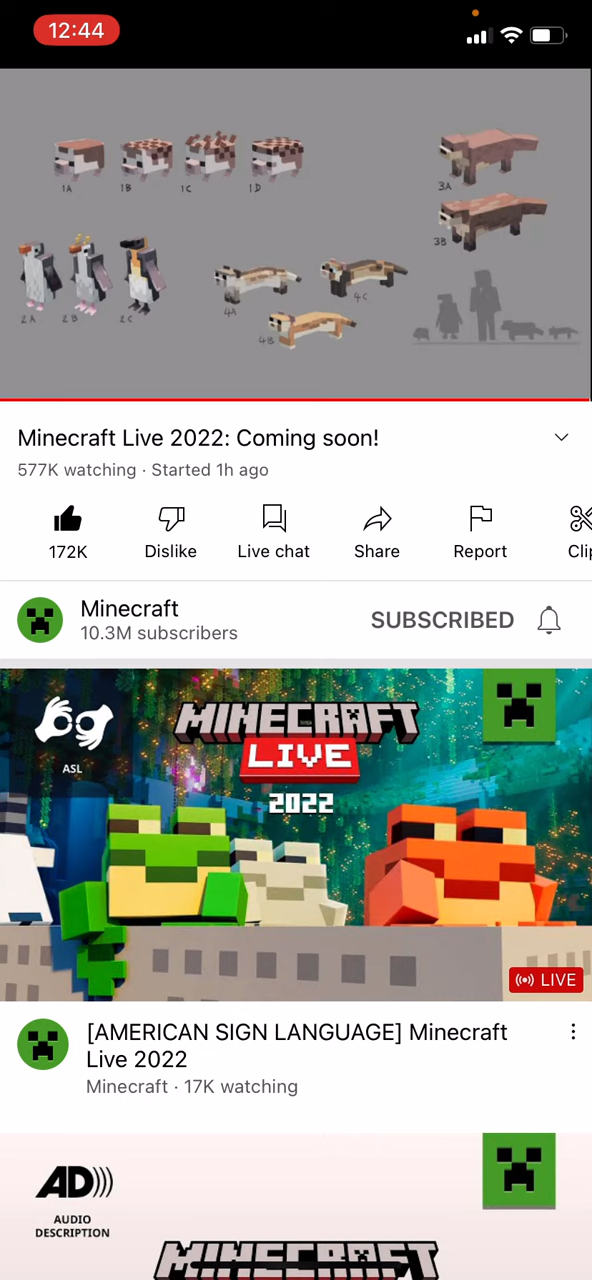 12:44
1A
1B
1C
1D
3A
3B
2A
2B
2C
4A
4C
4B
Minecraft Live 2022: Coming soon!
577K watching · Started 1h ago
172K
Dislike
Live chat
Share
Report
Clip
Minecraft
10.3M subscribers
SUBSCRIBED
ASL
MINECRAFT
LIVE
2022
LIVE
[AMERICAN SIGN LANGUAGE] Minecraft
Live 2022
Minecraft · 17K watching
AD
AUDIO
DESCRIPTION
MINECRAFT